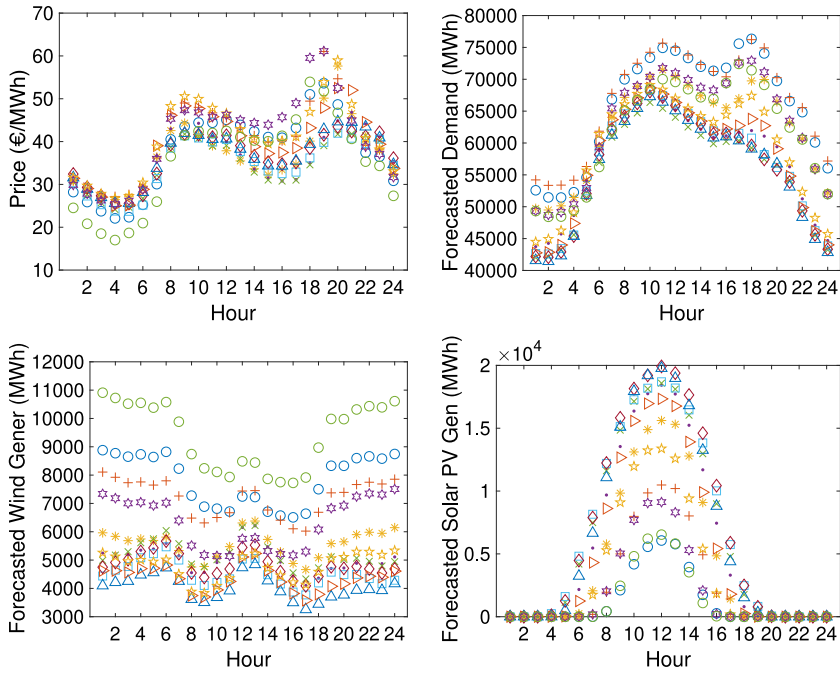 70
60
50
40
30
20
10
Price (€/MWh)
2 4 6 8 10 12 14 16 18 20 22 24
Hour
80000
75000
70000
65000
60000
55000
50000
45000
40000
Forecasted Demand (MWh)
2 4 6 8 10 12 14 16 18 20 22 24
Hour
12000
11000
10000
9000
8000
7000
6000
5000
4000
3000
Forecasted Wind Gener (MWh)
2 4 6 8 10 12 14 16 18 20 22 24
Hour
×10⁴
2
1.5
1
0.5
0
Forecasted Solar PV Gen (MWh)
2 4 6 8 10 12 14 16 18 20 22 24
Hour